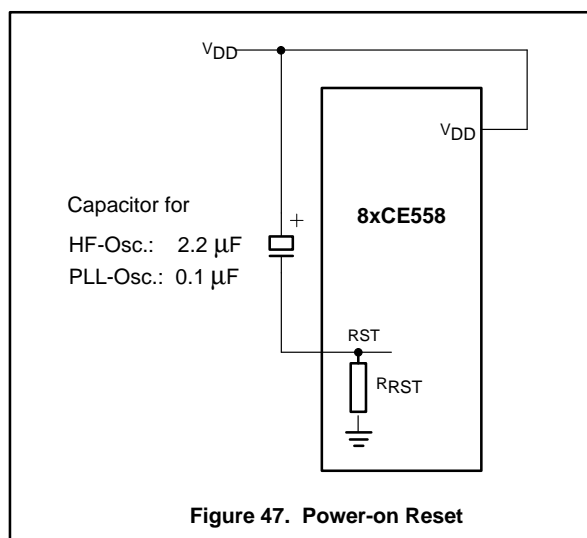 VDD
VDD
Capacitor for
+
8xCE558
HF-Osc.: 2.2 μF
PLL-Osc.: 0.1 μF
RST
RRST
Figure 47. Power-on Reset